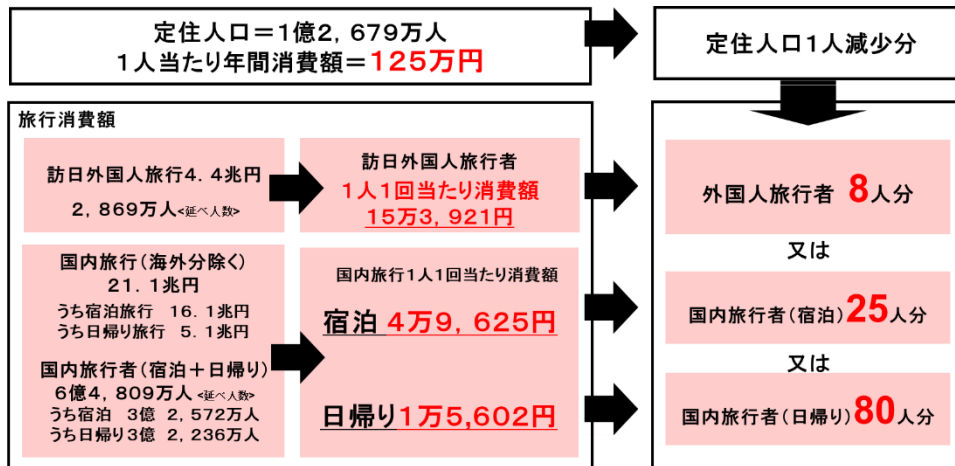 定住人口＝1億2，679万人
1人当たり年間消費額＝125万円
定住人口1人減少分
旅行消費額
訪日外国人旅行4．4兆円
2，869万人<延べ人数>
訪日外国人旅行者
1人1回当たり消費額
15万3，921円
外国人旅行者 8人分
又は
国内旅行（海外分除く）
21．1兆円
うち宿泊旅行 16．1兆円
うち日帰り旅行 5．1兆円
国内旅行者（宿泊＋日帰り）
6億4，809万人<延べ人数>
うち宿泊 3億 2，572万人
うち日帰り3億 2，236万人
国内旅行1人1回当たり消費額
宿泊 4万9，625円
日帰り1万5,602円
国内旅行者（宿泊）25人分
又は
国内旅行者（日帰り）80人分